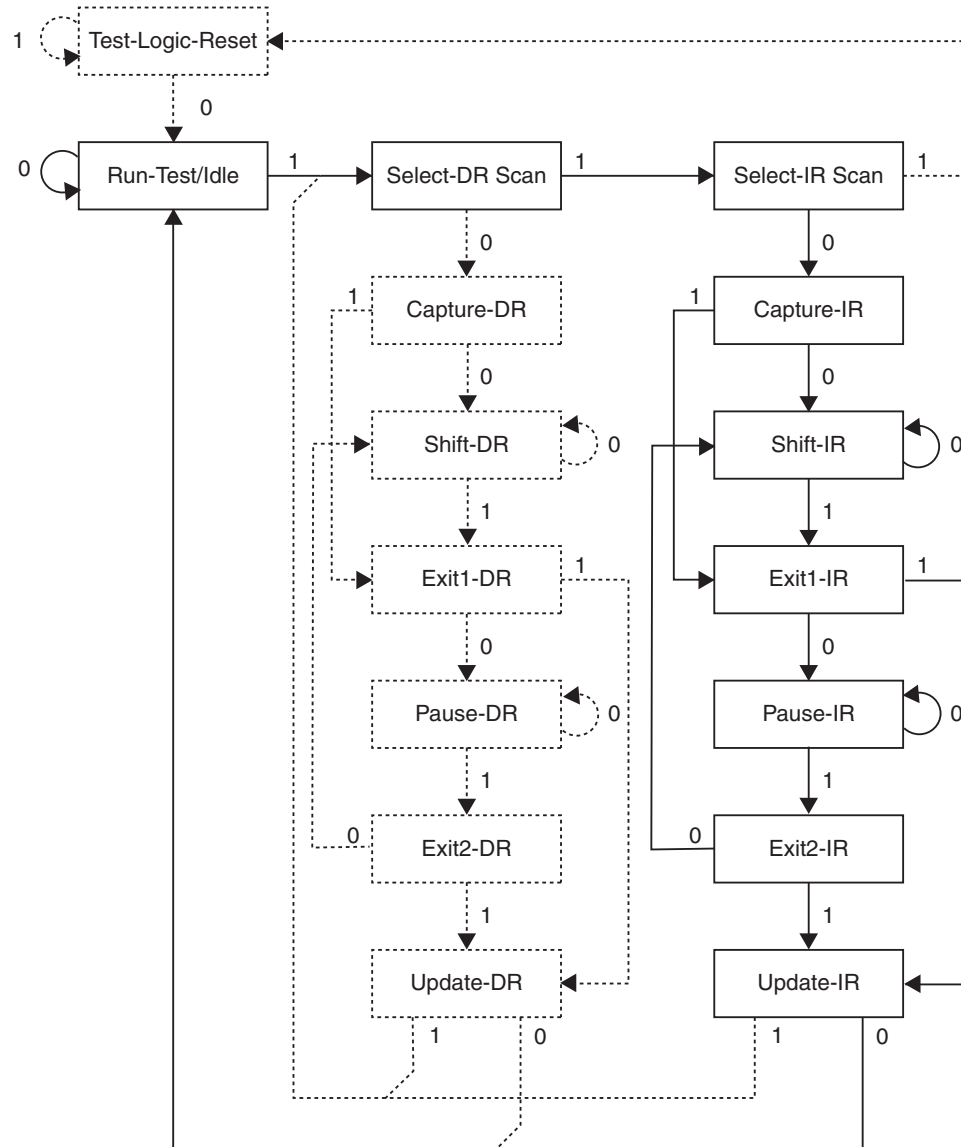 1
Test-Logic-Reset
0
0
Run-Test/Idle
1
Select-DR Scan
1
Select-IR Scan
1
0
0
1
Capture-DR
1
Capture-IR
0
0
Shift-DR
0
Shift-IR
0
1
1
Exit1-DR
1
Exit1-IR
1
0
0
Pause-DR
0
Pause-IR
0
1
1
0
Exit2-DR
0
Exit2-IR
1
1
Update-DR
Update-IR
1
0
1
0